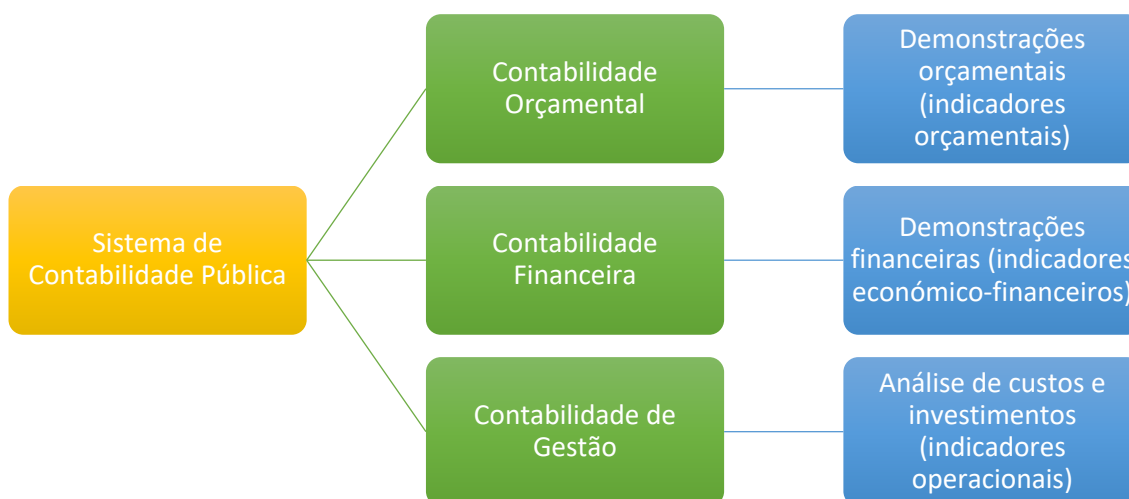 Sistema de
Contabilidade Pública
Contabilidade
Orçamental
Demonstrações
orçamentais
(indicadores
orçamentais)
Contabilidade
Financeira
Demonstrações
financeiras (indicadores
económico-financeiros)
Contabilidade de
Gestão
Análise de custos e
investimentos
(indicadores
operacionais)